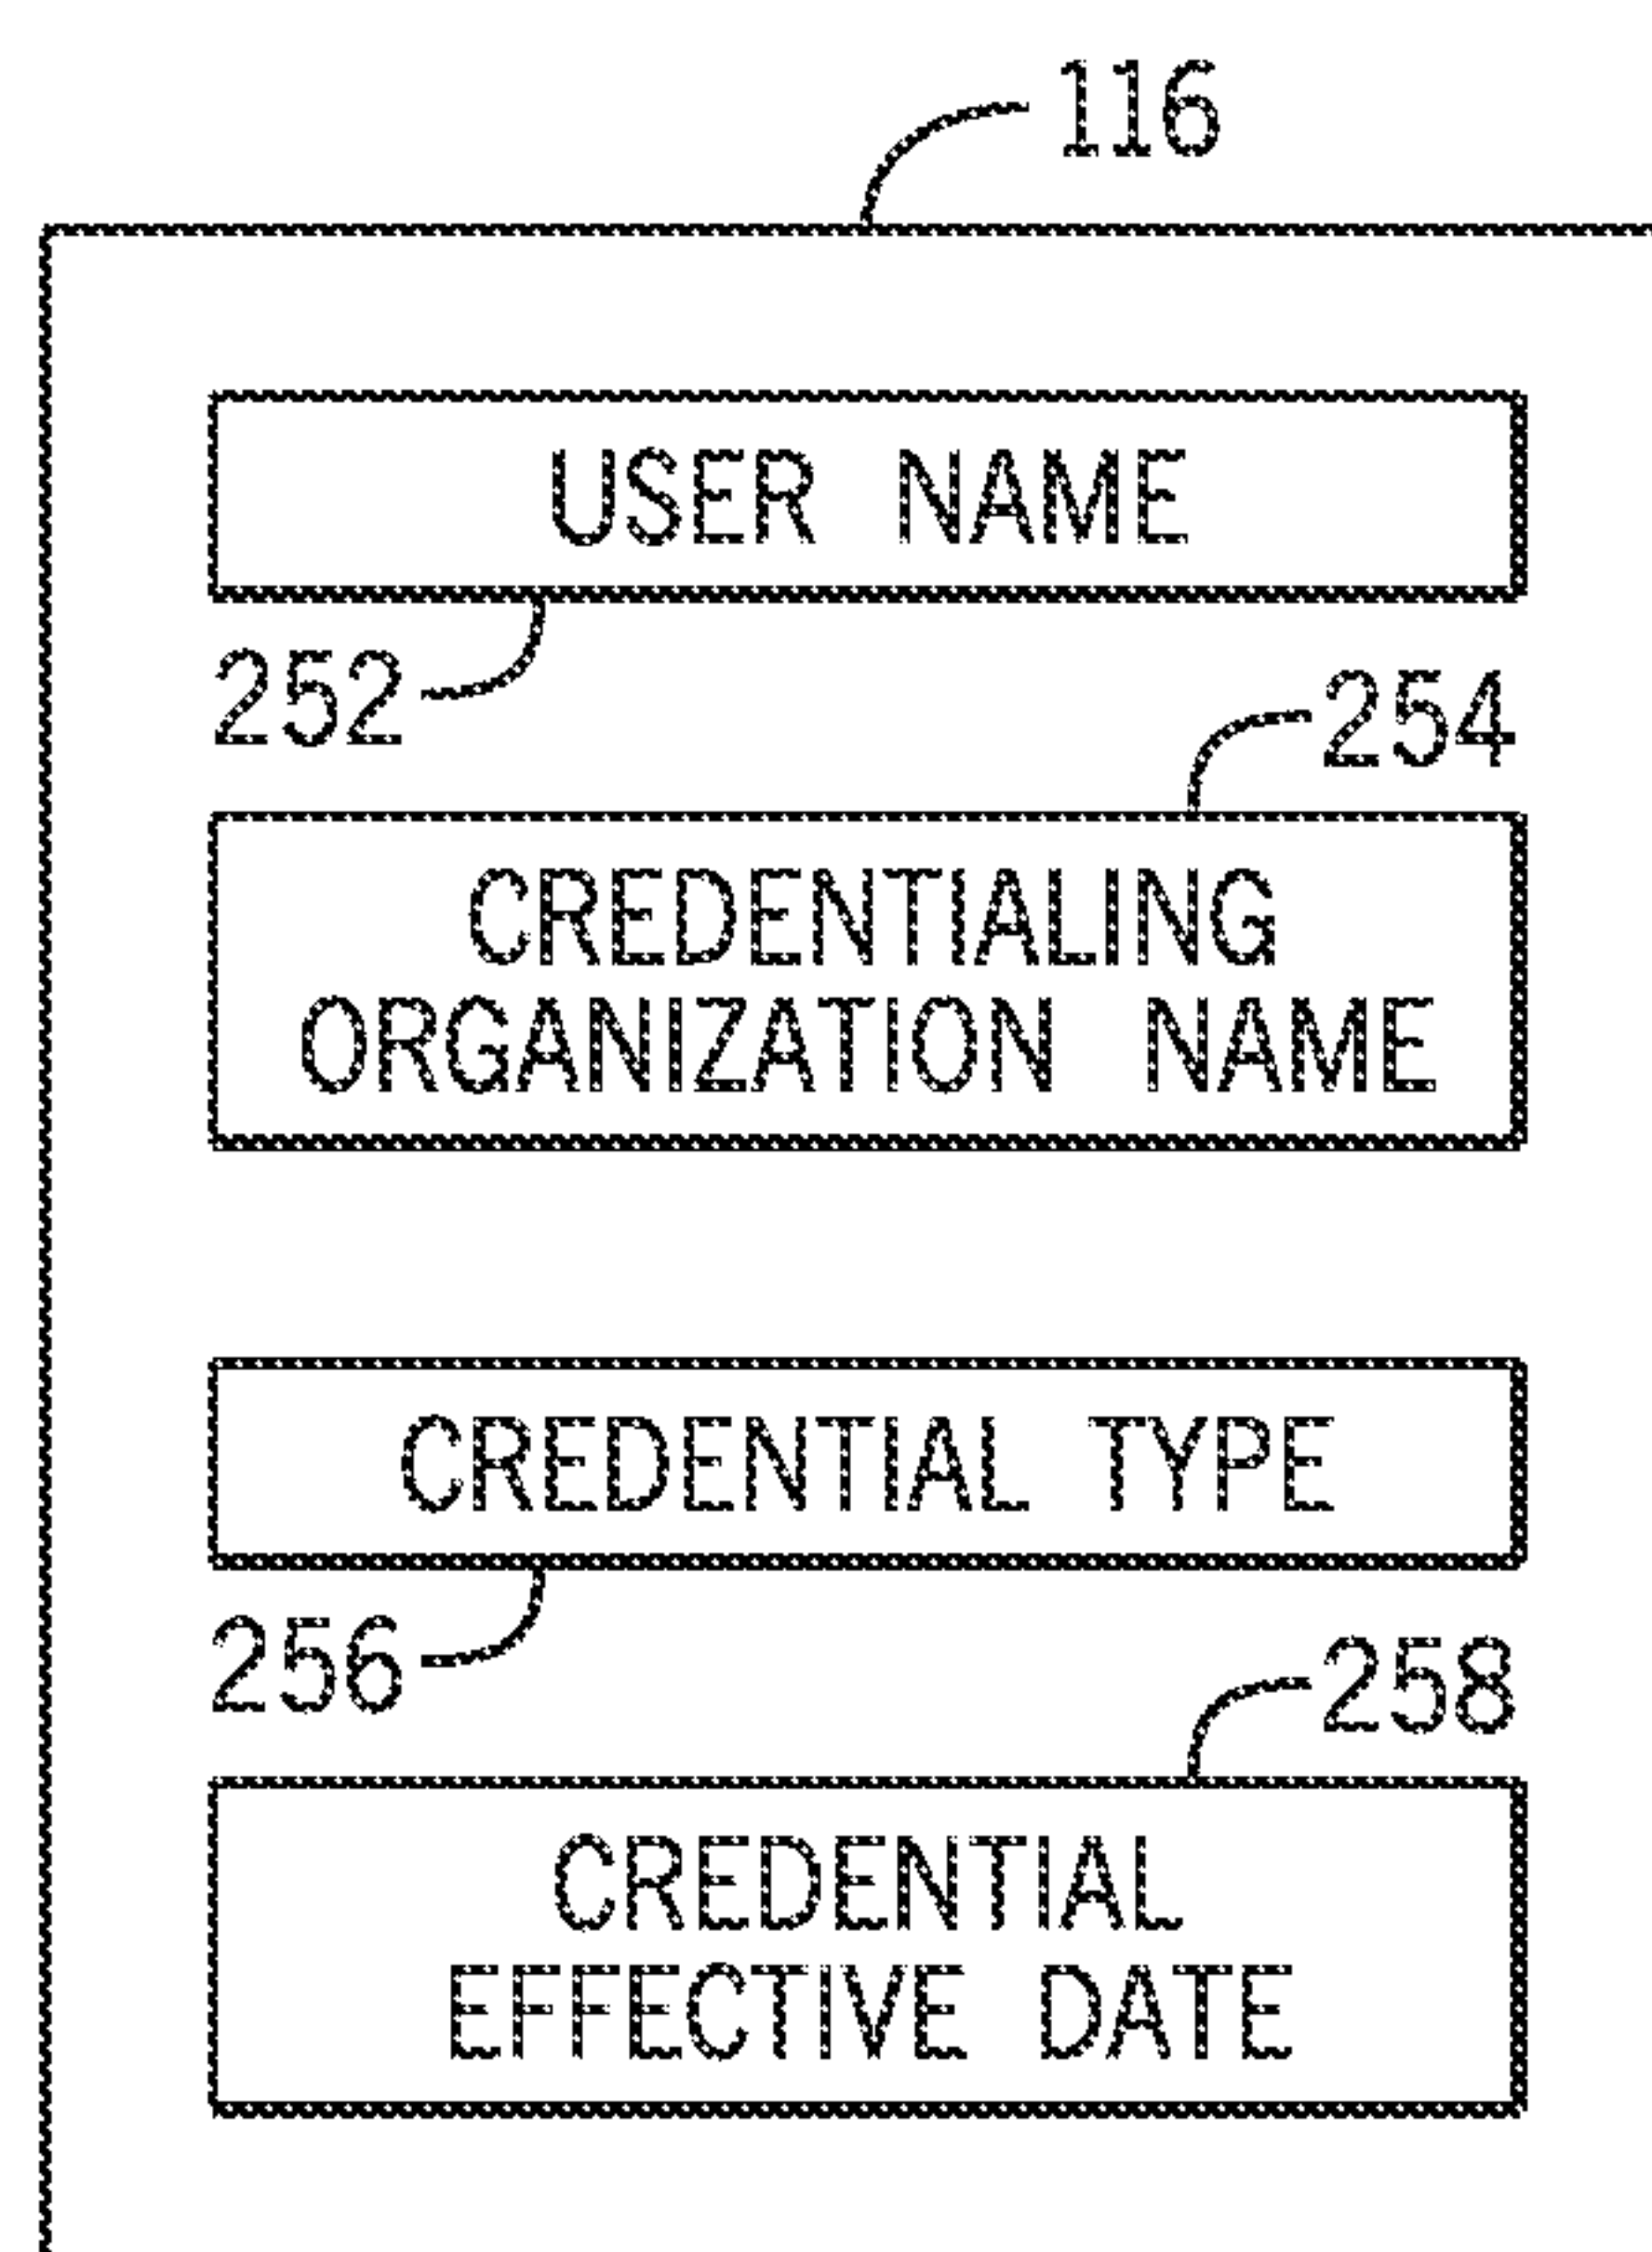 116
USER NAME
252
254
CREDENTIALING
ORGANIZATION NAME
CREDENTIAL TYPE
256
258
CREDENTIAL
EFFECTIVE DATE